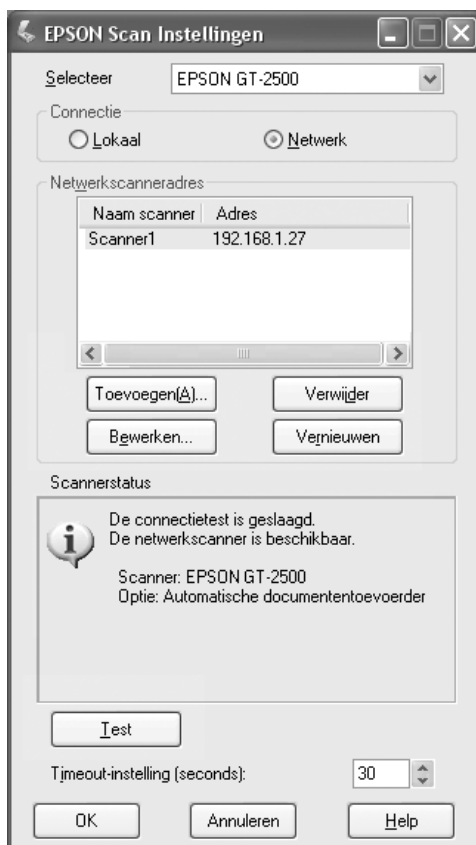 EPSON Scan Instellingen
Selecteer EPSON GT-2500
Connectie
Lokaal Netwerk
Netwerkscanneradres
Naam scanner Adres
Scanner1 192.168.1.27
Toevoegen(A)... Verwijder
Bewerken... Vernieuwen
Scannerstatus
De connectietest is geslaagd.
De netwerkscanner is beschikbaar.
Scanner: EPSON GT-2500
Optie: Automatische documententoevoerder
Test
Timeout-instelling (seconds): 30
OK Annuleren Help